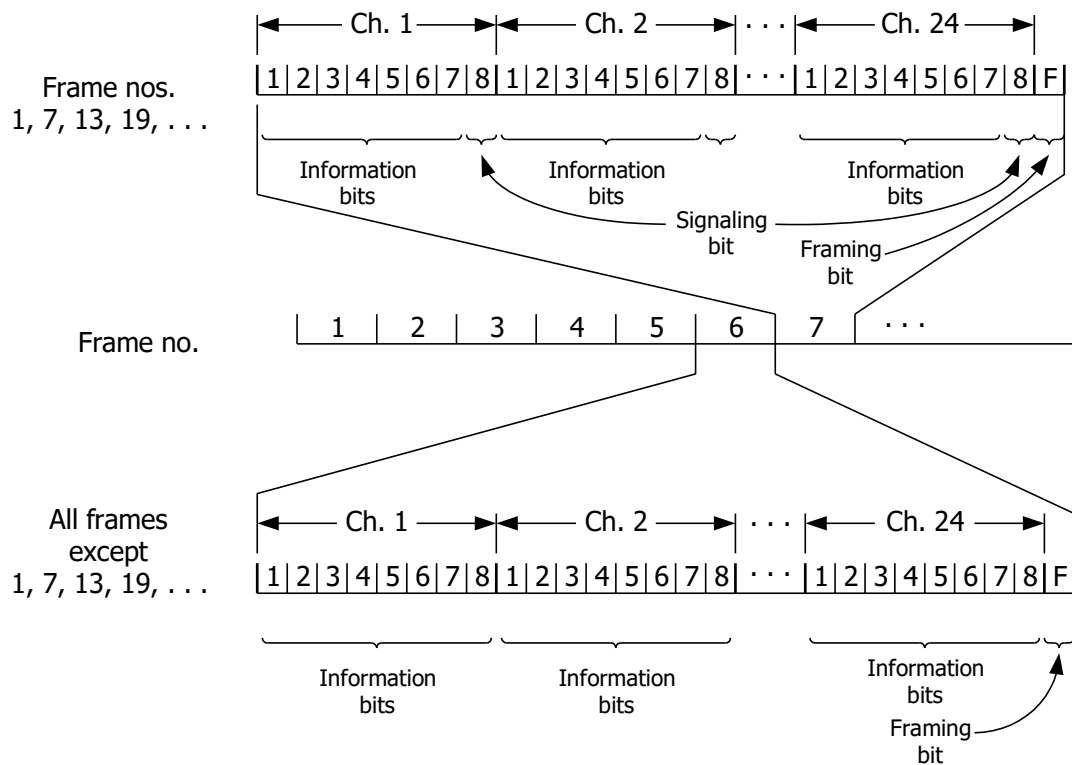 Ch. 1 Ch. 2 . . . Ch. 24
1 2 3 4 5 6 7 8 1 2 3 4 5 6 7 8 . . . 1 2 3 4 5 6 7 8 F
Frame nos.
1, 7, 13, 19, . . .
Information
bits
Information
bits
Information
bits
Signaling
bit
Framing
bit
Frame no.
1 2 3 4 5 6 7 . . .
All frames
except
1, 7, 13, 19, . . .
Ch. 1 Ch. 2 . . . Ch. 24
1 2 3 4 5 6 7 8 1 2 3 4 5 6 7 8 . . . 1 2 3 4 5 6 7 8 F
Information
bits
Information
bits
Information
bits
Framing
bit